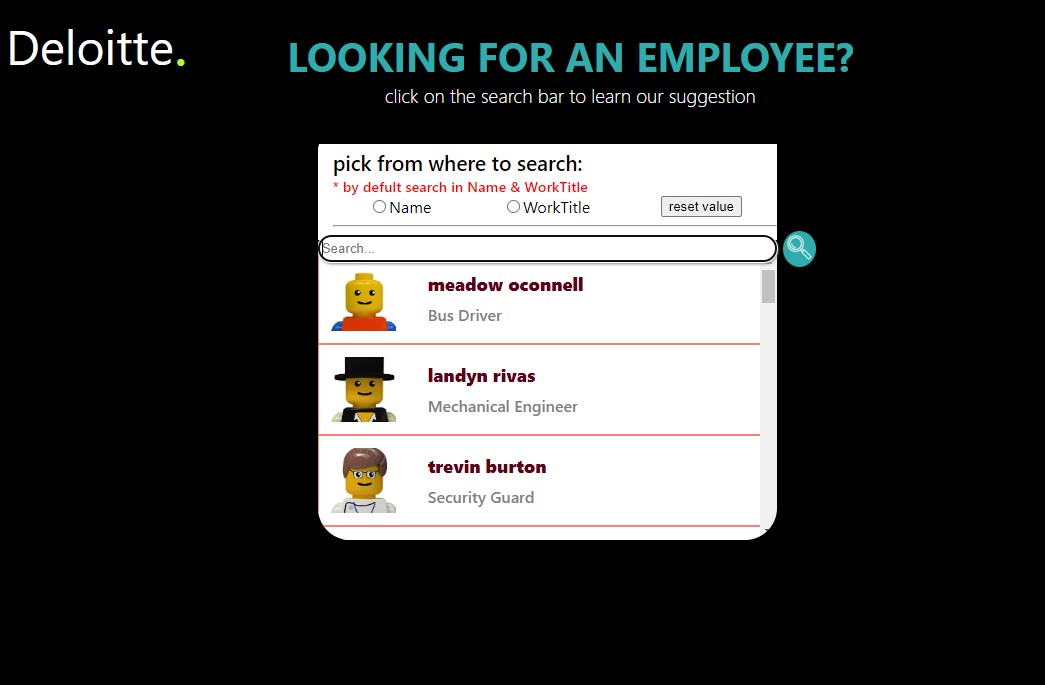 Deloitte.
LOOKING FOR AN EMPLOYEE?
click on the search bar to learn our suggestion
pick from where to search:
* by defult search in Name & WorkTitle
Name WorkTitle reset value
Search...
meadow oconnell
Bus Driver
landyn rivas
Mechanical Engineer
trevin burton
Security Guard